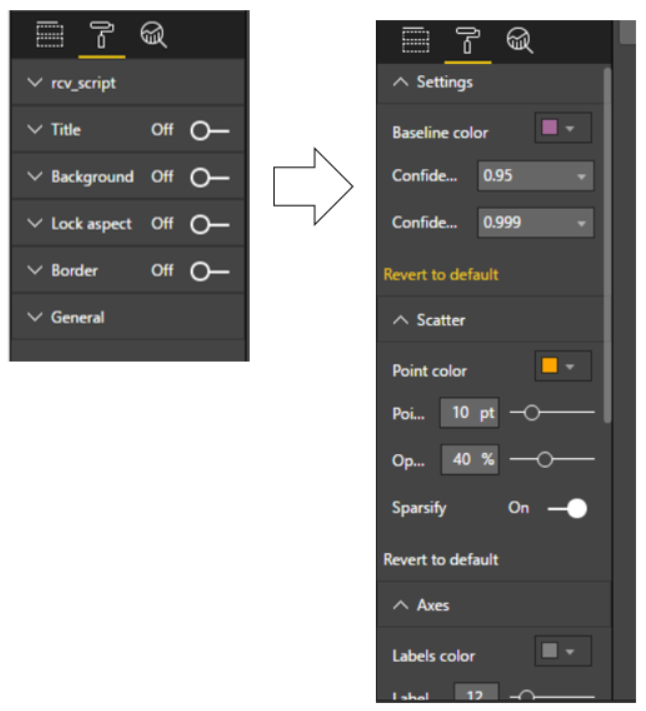 rcv_script
Title Off
Background Off
Lock aspect Off
Border Off
General
Settings
Baseline color
Confide... 0.95
Confide... 0.999
Revert to default
Scatter
Point color
Poi... 10 pt
Op... 40 %
Sparsify On
Revert to default
Axes
Labels color
Label 12